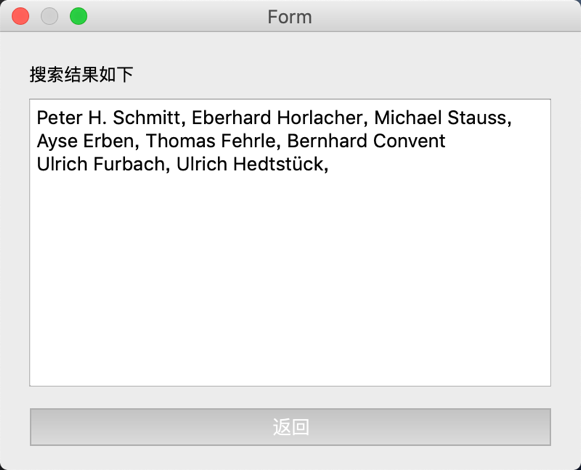 Form
搜索结果如下
Peter H. Schmitt, Eberhard Horlacher, Michael Stauss,
Ayse Erben, Thomas Fehrle, Bernhard Convent
Ulrich Furbach, Ulrich Hedtstück,
返回